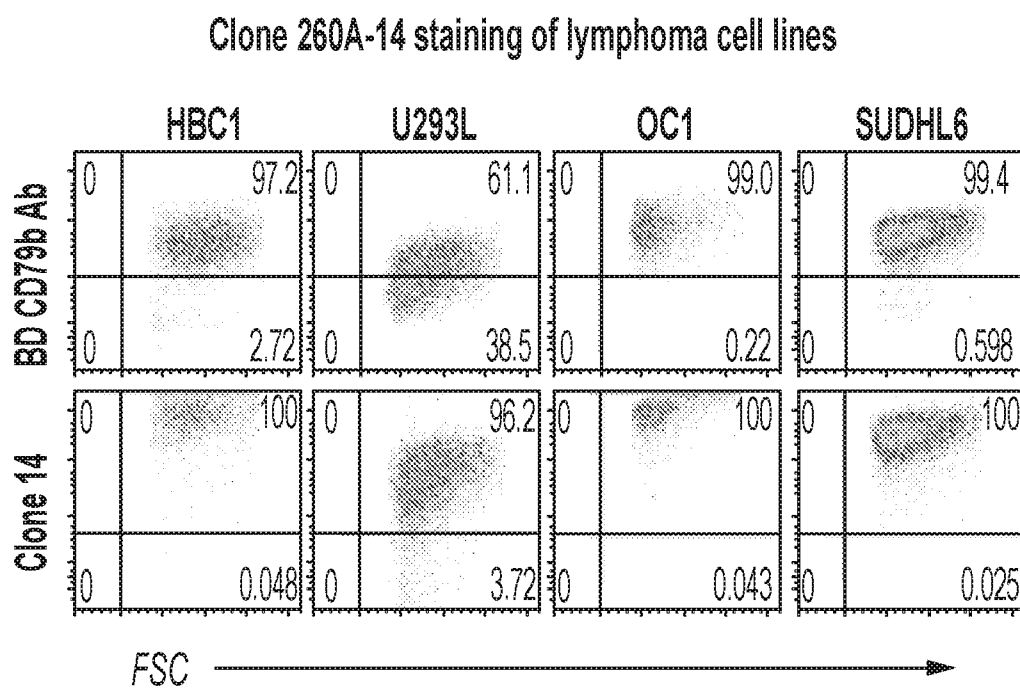 Clone 260A-14 staining of lymphoma cell lines
HBC1 U293L OC1 SUDHL6
BD CD79b Ab
0 97.2 0 61.1 0 99.0 0 99.4
0 2.72 0 38.5 0 0.22 0 0.598
Clone 14
0 100 0 96.2 0 100 0 100
0 0.048 0 3.72 0 0.043 0 0.025
FSC